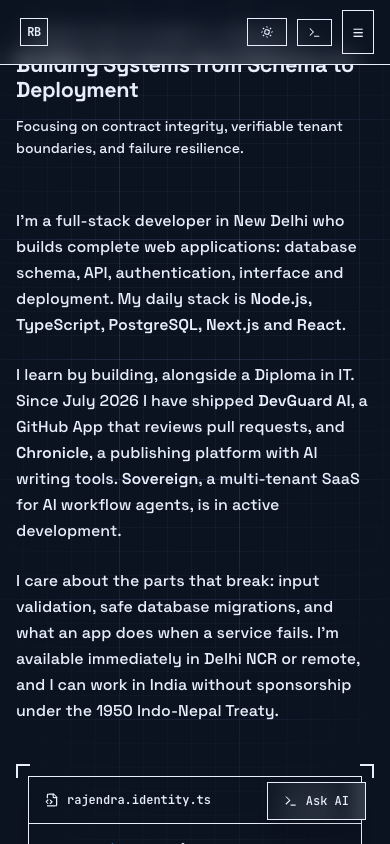 RB
Building Systems from Schema to
Deployment
Focusing on contract integrity, verifiable tenant
boundaries, and failure resilience.
I'm a full-stack developer in New Delhi who
builds complete web applications: database
schema, API, authentication, interface and
deployment. My daily stack is Node.js,
TypeScript, PostgreSQL, Next.js and React.
I learn by building, alongside a Diploma in IT.
Since July 2026 I have shipped DevGuard AI, a
GitHub App that reviews pull requests, and
Chronicle, a publishing platform with AI
writing tools. Sovereign, a multi-tenant SaaS
for AI workflow agents, is in active
development.
I care about the parts that break: input
validation, safe database migrations, and
what an app does when a service fails. I'm
available immediately in Delhi NCR or remote,
and I can work in India without sponsorship
under the 1950 Indo-Nepal Treaty.
rajendra.identity.ts
Ask AI